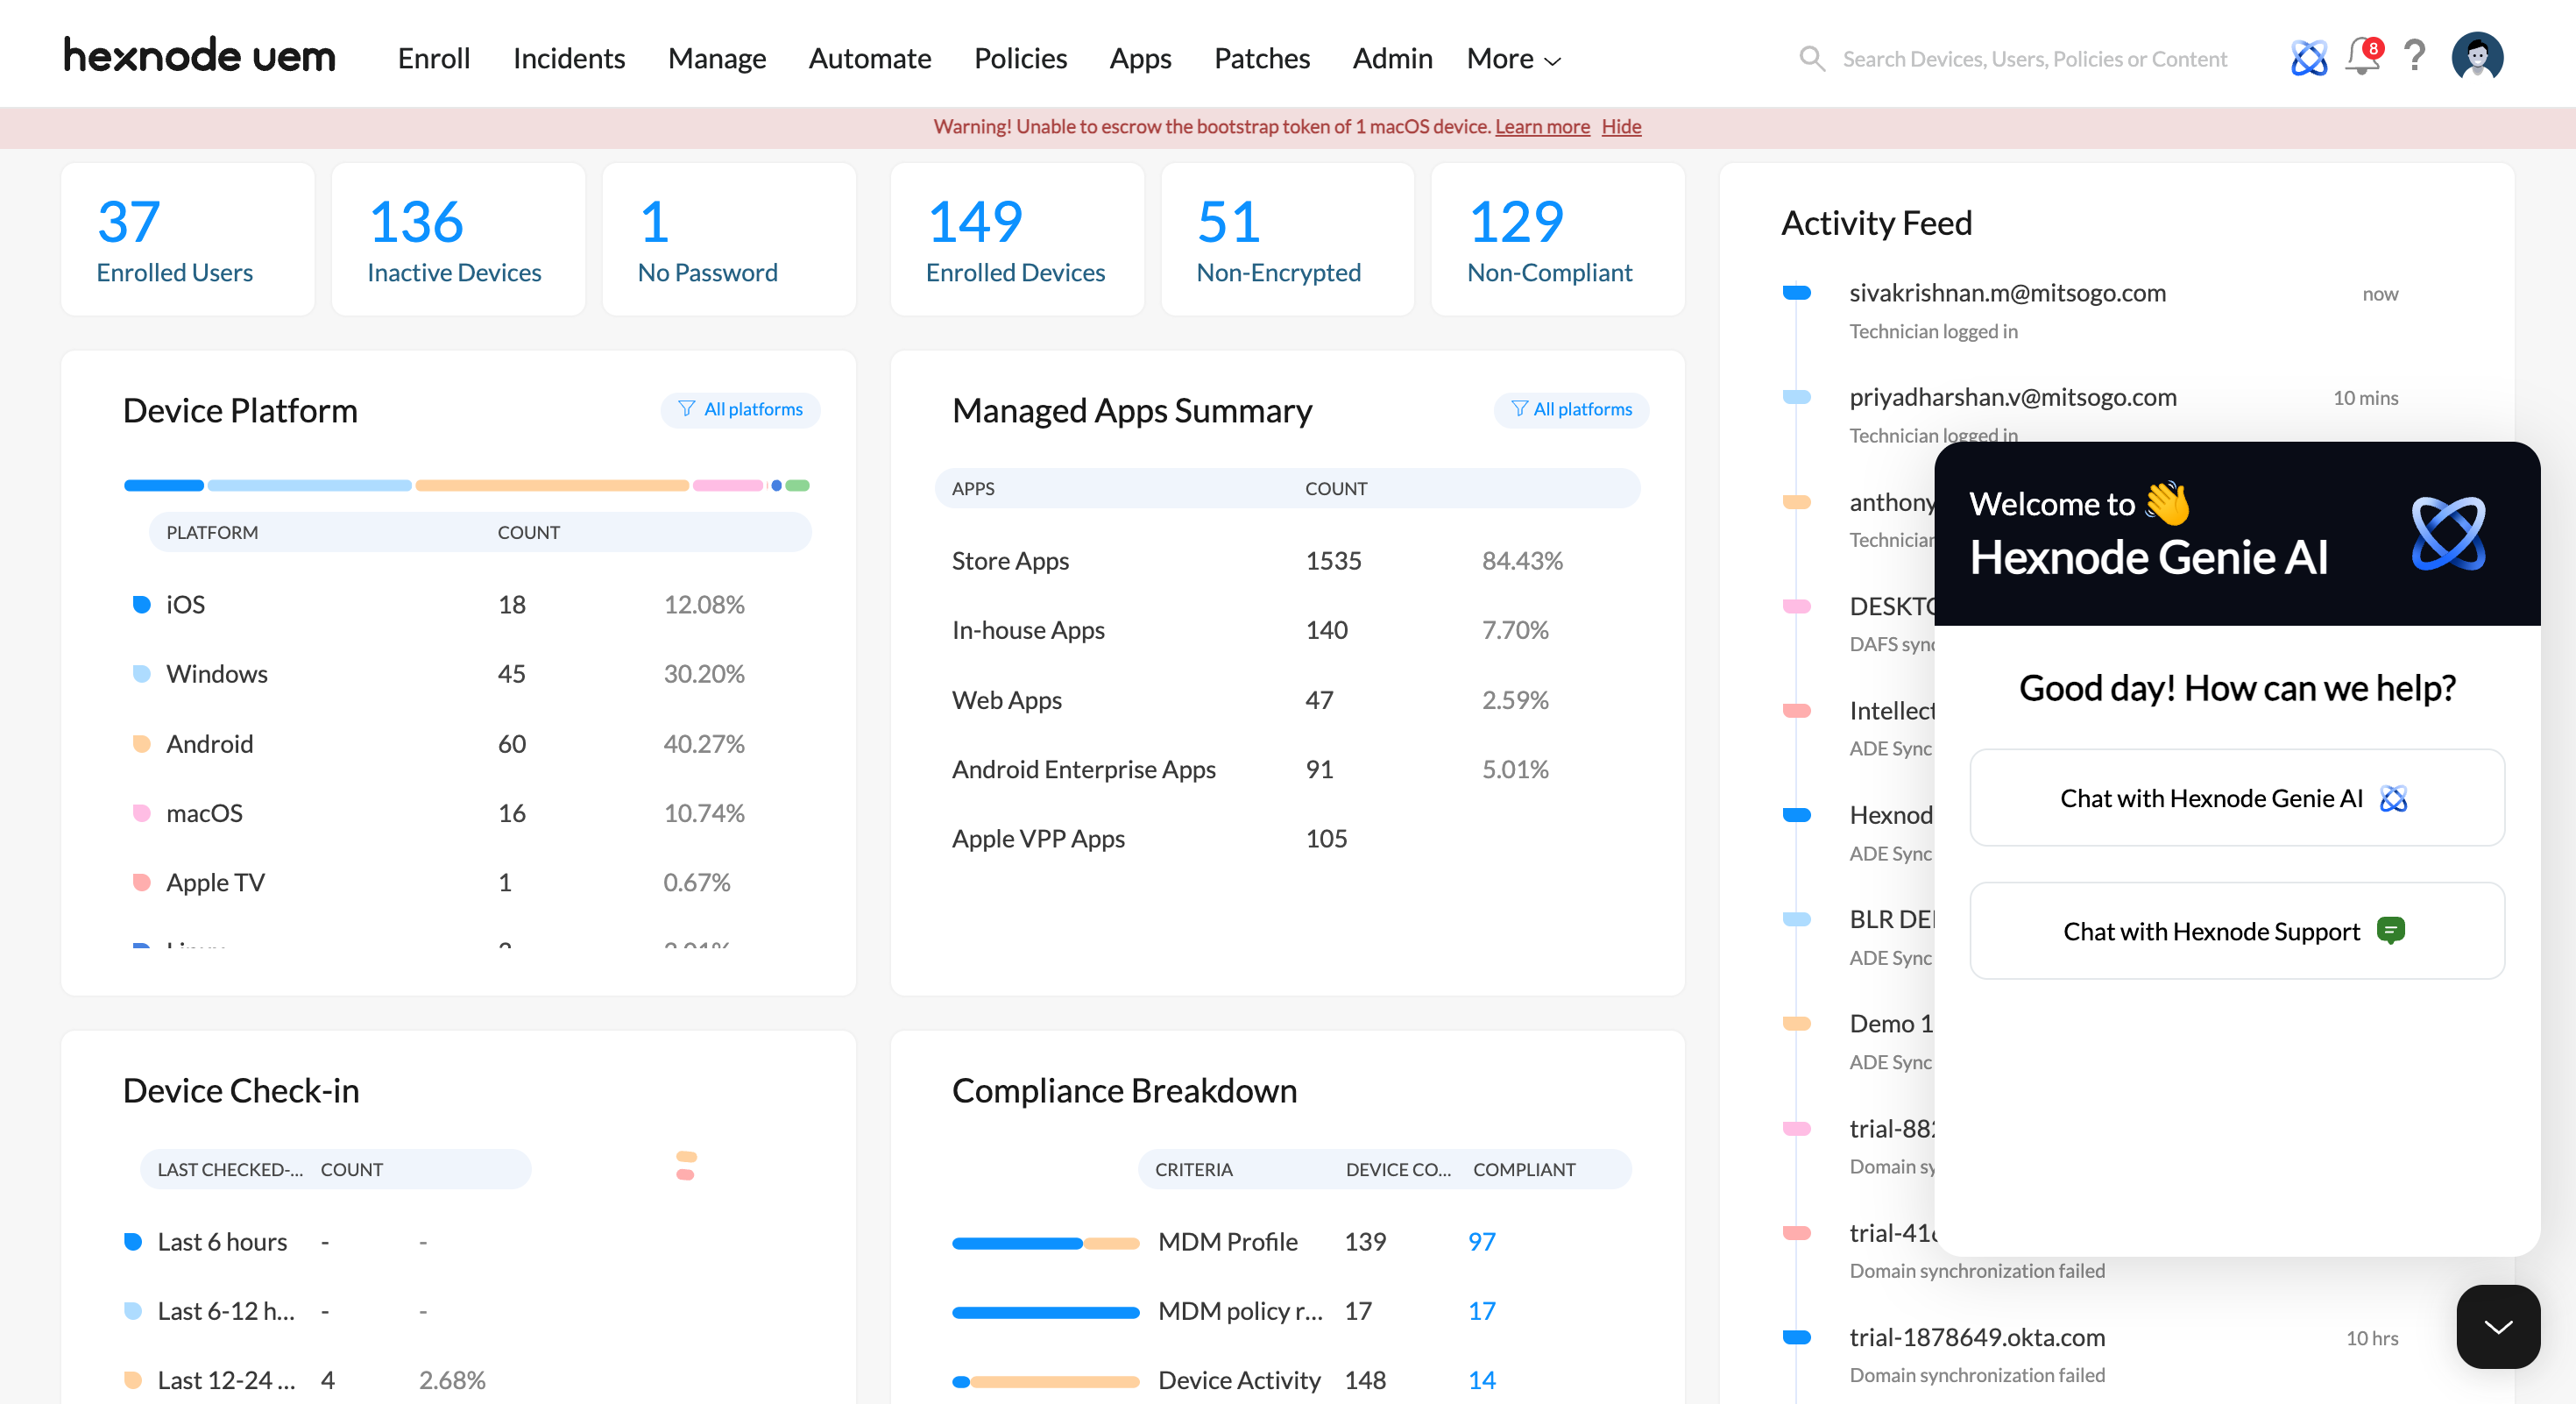 hexnode uem Enroll Incidents Manage Automate Policies Apps Patches Admin More Search Devices, Users, Policies or Content 8 ?
Warning! Unable to escrow the bootstrap token of 1 macOS device. Learn more Hide
37
Enrolled Users
136
Inactive Devices
1
No Password
149
Enrolled Devices
51
Non-Encrypted
129
Non-Compliant
Device Platform All platforms
PLATFORM COUNT
iOS 18 12.08%
Windows 45 30.20%
Android 60 40.27%
macOS 16 10.74%
Apple TV 1 0.67%
Managed Apps Summary All platforms
APPS COUNT
Store Apps 1535 84.43%
In-house Apps 140 7.70%
Web Apps 47 2.59%
Android Enterprise Apps 91 5.01%
Apple VPP Apps 105
Device Check-in
LAST CHECKED-... COUNT
Last 6 hours - -
Last 6-12 h... - -
Last 12-24 ... 4 2.68%
Compliance Breakdown
CRITERIA DEVICE CO... COMPLIANT
MDM Profile 139 97
MDM policy r... 17 17
Device Activity 148 14
Activity Feed
sivakrishnan.m@mitsogo.com now
Technician logged in
priyadharshan.v@mitsogo.com 10 mins
Technician logged in
anthony
Technician
DESKTO
DAFS sync
Intellect
ADE Sync
Hexnod
ADE Sync
BLR DE
ADE Sync
Demo 1
ADE Sync
trial-882
Domain sy
trial-416
Domain synchronization failed
trial-1878649.okta.com 10 hrs
Domain synchronization failed
Welcome to 👋
Hexnode Genie AI
Good day! How can we help?
Chat with Hexnode Genie AI
Chat with Hexnode Support